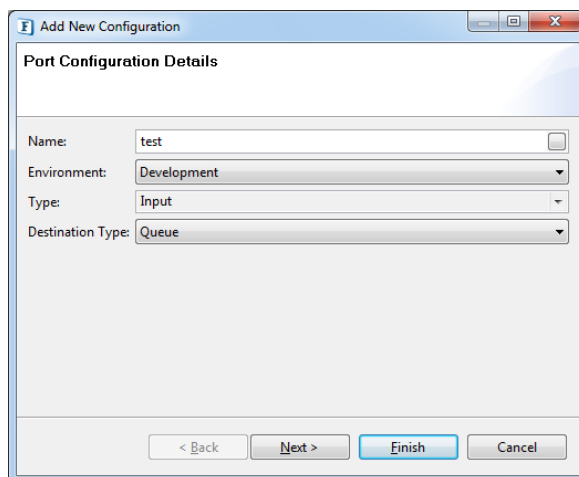 F Add New Configuration
Port Configuration Details
Name: test
Environment: Development
Type: Input
Destination Type: Queue
< Back Next > Finish Cancel